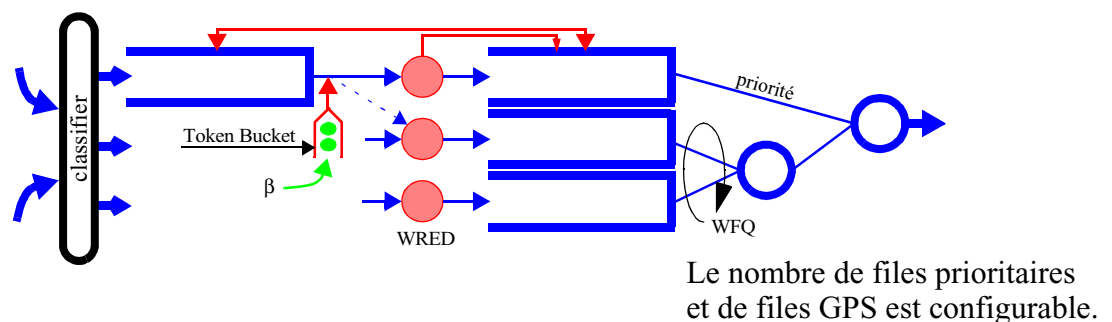 classifier
Token Bucket
β
WRED
priorité
WFQ
Le nombre de files prioritaires
et de files GPS est configurable.